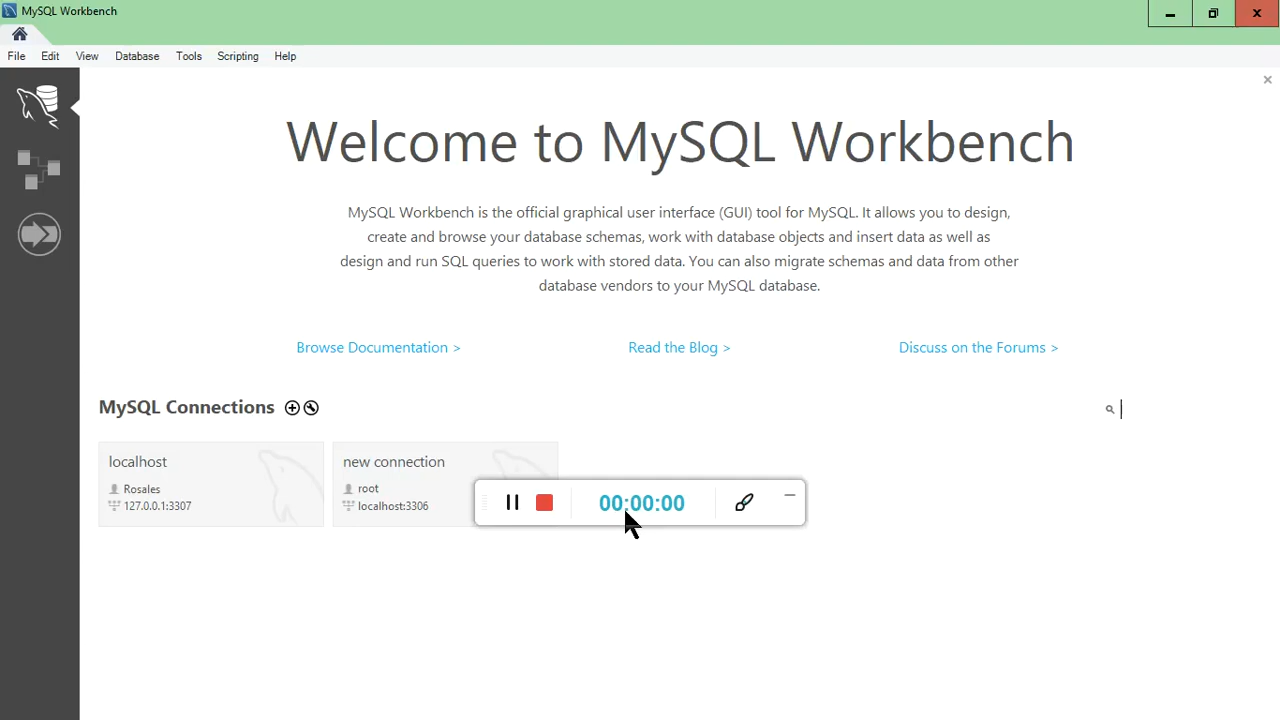 MySQL Workbench
File Edit View Database Tools Scripting Help
Welcome to MySQL Workbench
MySQL Workbench is the official graphical user interface (GUI) tool for MySQL. It allows you to design,
create and browse your database schemas, work with database objects and insert data as well as
design and run SQL queries to work with stored data. You can also migrate schemas and data from other
database vendors to your MySQL database.
Browse Documentation > Read the Blog > Discuss on the Forums >
MySQL Connections
localhost
Rosales
127.0.0.1:3307
new connection
root
localhost:3306
00:00:00